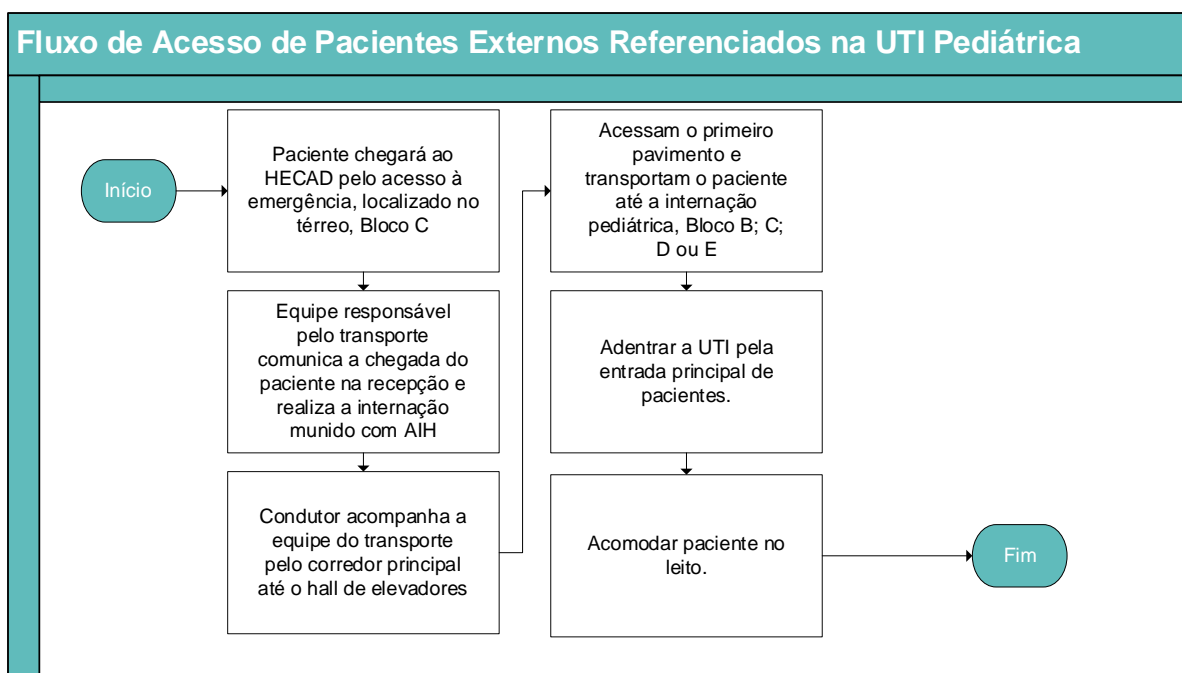 Fluxo de Acesso de Pacientes Externos Referenciados na UTI Pediátrica
Início
Paciente chegará ao
HECAD pelo acesso à
emergência, localizado no
térreo, Bloco C
Equipe responsável
pelo transporte
comunica a chegada do
paciente na recepção e
realiza a internação
munido com AIH
Condutor acompanha a
equipe do transporte
pelo corredor principal
até o hall de elevadores
Acessam o primeiro
pavimento e
transportam o paciente
até a internação
pediátrica, Bloco B; C;
D ou E
Adentrar a UTI pela
entrada principal de
pacientes.
Acomodar paciente no
leito.
Fim